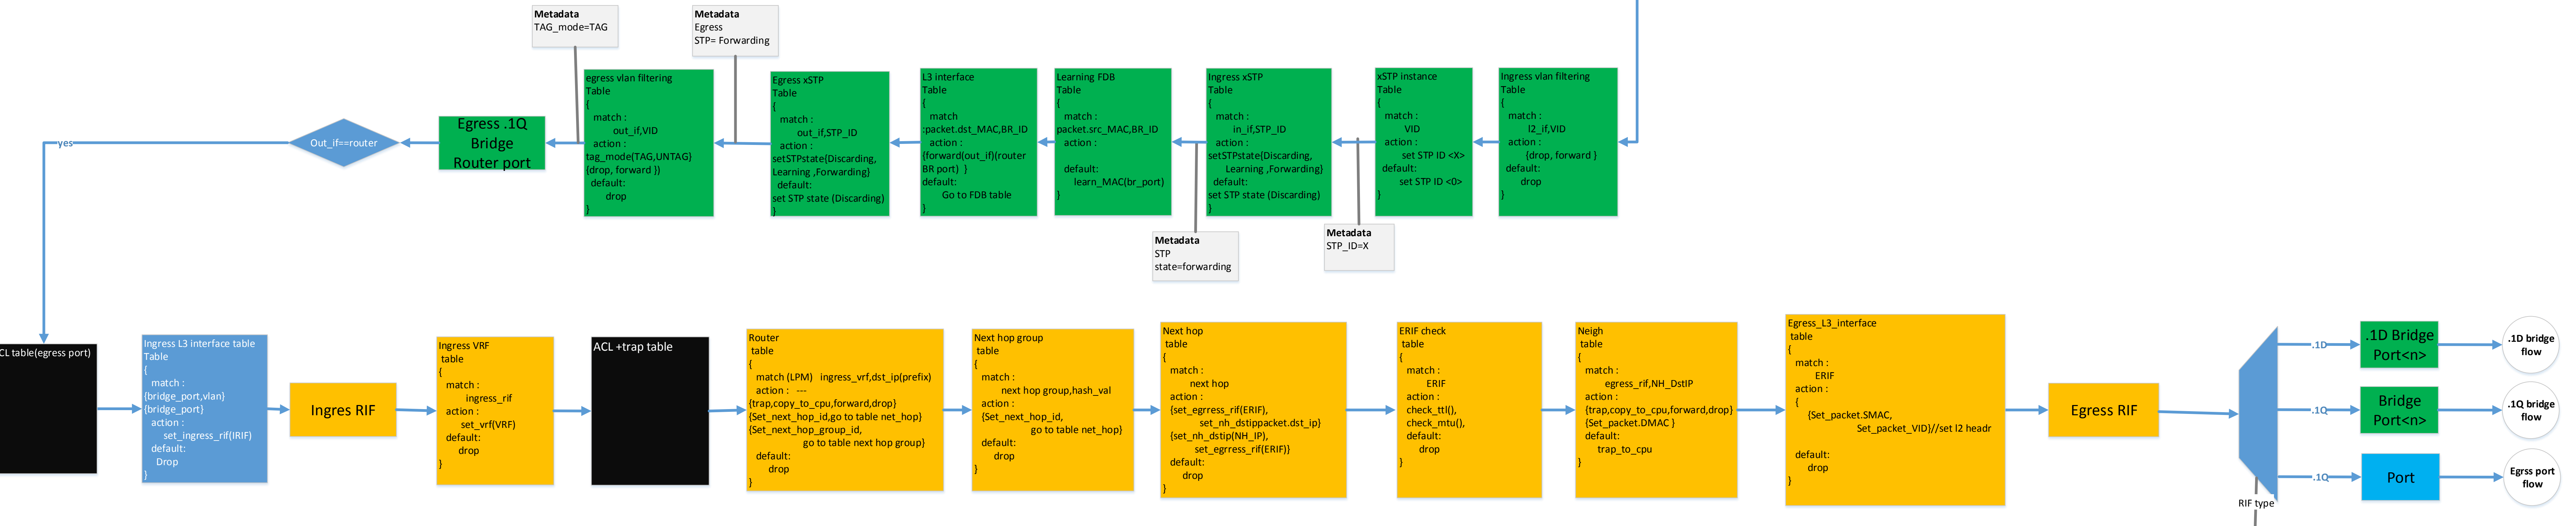 Metadata
TAG_mode=TAG
Metadata
Egress
STP= Forwarding
egress vlan filtering
Table
{
match :
out_if,VID
action :
tag_mode(TAG,UNTAG)
{drop, forward })
default:
drop
}
Egress xSTP
Table
{
match :
out_if,STP_ID
action :
setSTPstate{Discarding,
Learning ,Forwarding}
default:
set STP state (Discarding)
}
L3 interface
Table
{
match
:packet.dst_MAC,BR_ID
action :
{forward(out_if)(router
BR port) }
default:
Go to FDB table
}
Learning FDB
Table
{
match :
packet.src_MAC,BR_ID
action :
default:
learn_MAC(br_port)
}
Ingress xSTP
Table
{
match :
in_if,STP_ID
action :
setSTPstate{Discarding,
Learning ,Forwarding}
default:
set STP state (Discarding)
}
xSTP instance
Table
{
match :
VID
action :
set STP ID <X>
default:
set STP ID <0>
}
Ingress vlan filtering
Table
{
match :
l2_if,VID
action :
{drop, forward }
default:
drop
}
Egress .1Q
Bridge
Router port
Out_if==router
yes
Metadata
STP
state=forwarding
Metadata
STP_ID=X
CL table(egress port)
Ingress L3 interface table
Table
{
match :
{bridge_port,vlan}
{bridge_port}
action :
set_ingress_rif(IRIF)
default:
Drop
}
Ingres RIF
Ingress VRF
table
{
match :
ingress_rif
action :
set_vrf(VRF)
default:
drop
}
ACL +trap table
Router
table
{
match (LPM) ingress_vrf,dst_ip(prefix)
action : ---
{trap,copy_to_cpu,forward,drop}
{Set_next_hop_id,go to table net_hop}
{Set_next_hop_group_id,
go to table next hop group}
default:
drop
}
Next hop group
table
{
match :
next hop group,hash_val
action :
{Set_next_hop_id,
go to table net_hop}
default:
drop
}
Next hop
table
{
match :
next hop
action :
{set_egrress_rif(ERIF),
set_nh_dstippacket.dst_ip}
{set_nh_dstip(NH_IP),
set_egrress_rif(ERIF)}
default:
drop
}
ERIF check
table
{
match :
ERIF
action :
check_ttl(),
check_mtu(),
default:
drop
}
Neigh
table
{
match :
egress_rif,NH_DstIP
action :
{trap,copy_to_cpu,forward,drop}
{Set_packet.DMAC }
default:
trap_to_cpu
}
Egress_L3_interface
table
{
match :
ERIF
action :
{
{Set_packet.SMAC,
Set_packet_VID}//set l2 headr
default:
drop
}
Egress RIF
RIF type
.1D
.1D Bridge
Port<n>
.1D bridge
flow
.1Q
Bridge
Port<n>
.1Q bridge
flow
.1Q
Port
Egrss port
flow